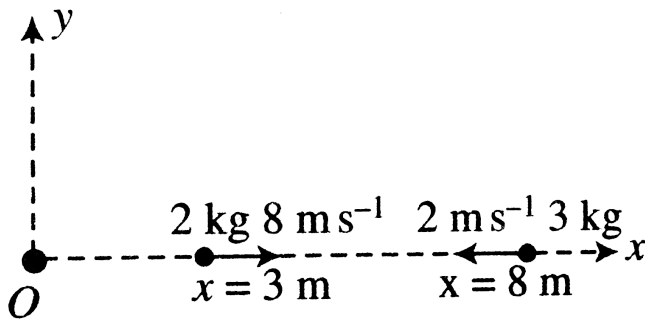 y
2 kg 8 m s⁻¹ 2 m s⁻¹ 3 kg
x
O
x = 3 m x = 8 m